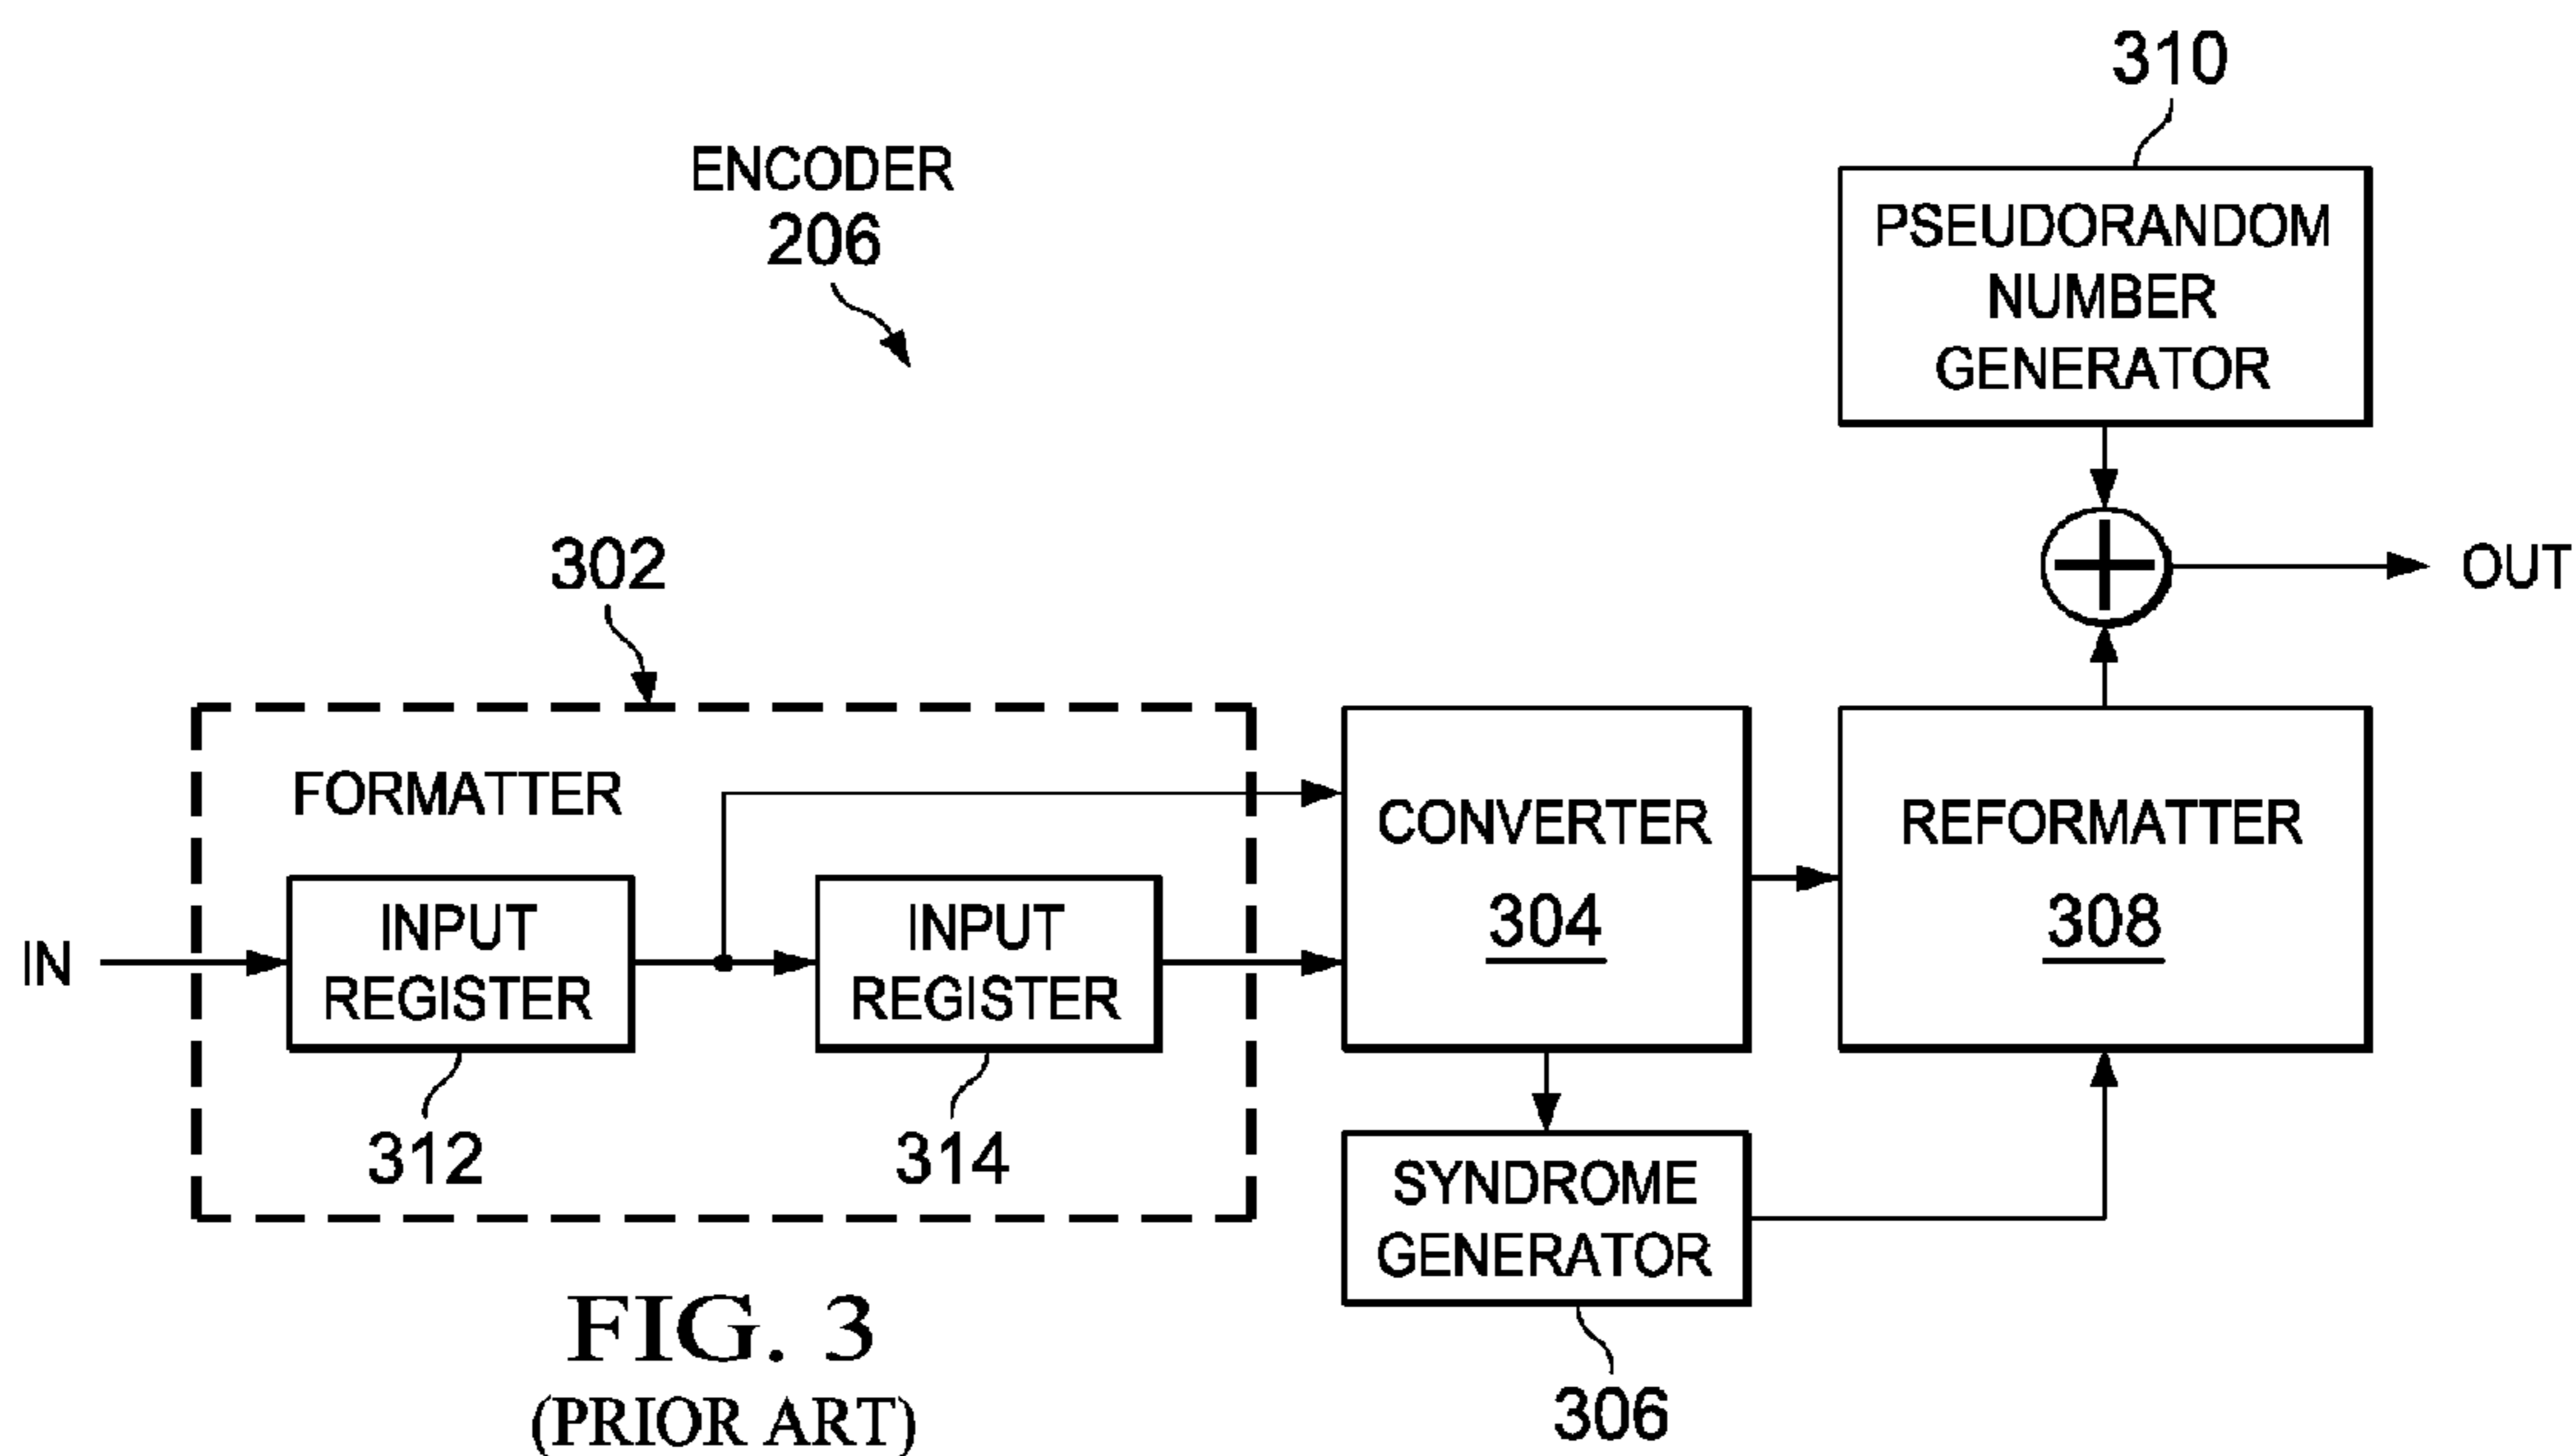 310
ENCODER
206
PSEUDORANDOM
NUMBER
GENERATOR
302
OUT
FORMATTER
CONVERTER
304
REFORMATTER
308
IN
INPUT
REGISTER
INPUT
REGISTER
312
314
SYNDROME
GENERATOR
306
FIG. 3
(PRIOR ART)